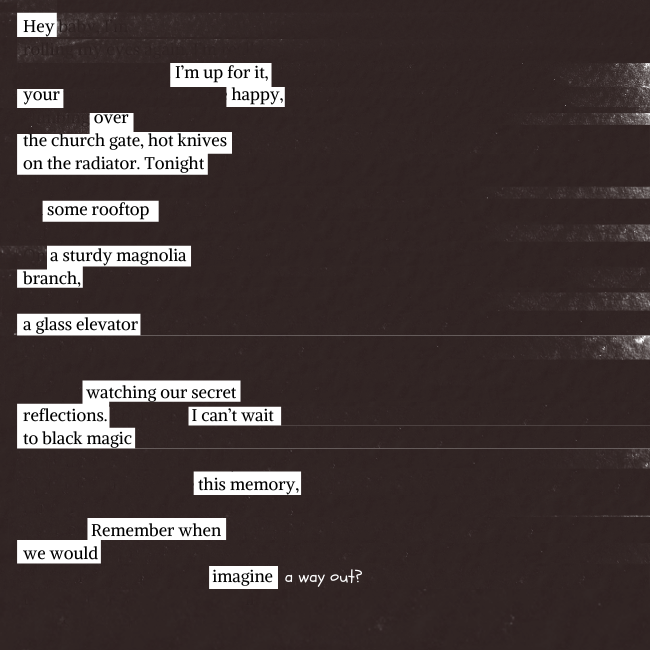 Hey
I'm up for it,
your happy,
over
the church gate, hot knives
on the radiator. Tonight
some rooftop
a sturdy magnolia
branch,
a glass elevator
watching our secret
reflections. I can't wait
to black magic
this memory,
Remember when
we would
imagine a way out?